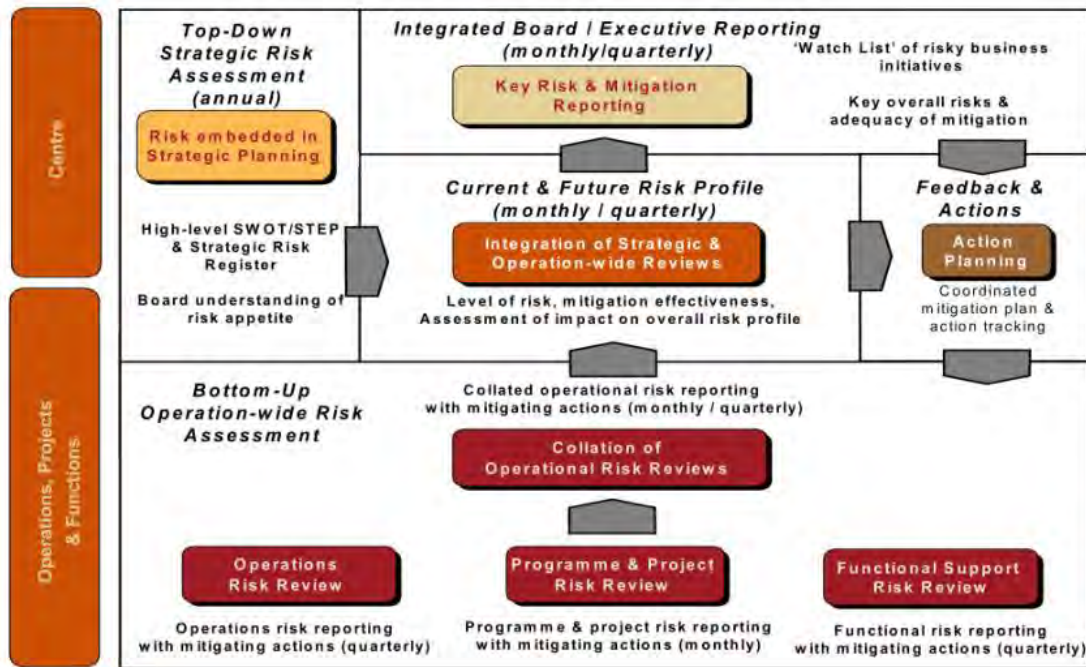 Centre
Operations, Projects
& Functions
Top-Down
Strategic Risk
Assessment
(annual)
Risk embedded in
Strategic Planning
High-level SWOT/STEP
& Strategic Risk
Register
Board understanding of
risk appetite
Integrated Board / Executive Reporting
(monthly/quarterly)
Key Risk & Mitigation
Reporting
‘Watch List’ of risky business
initiatives
Key overall risks &
adequacy of mitigation
Current & Future Risk Profile
(monthly / quarterly)
Integration of Strategic &
Operation-wide Reviews
Level of risk, mitigation effectiveness,
Assessment of impact on overall risk profile
Feedback &
Actions
Action
Planning
Coordinated
mitigation plan &
action tracking
Bottom-Up
Operation-wide Risk
Assessment
Collated operational risk reporting
with mitigating actions (monthly / quarterly)
Collation of
Operational Risk Reviews
Operations
Risk Review
Operations risk reporting
with mitigating actions (quarterly)
Programme & Project
Risk Review
Programme & project risk reporting
with mitigating actions (monthly)
Functional Support
Risk Review
Functional risk reporting
with mitigating actions (quarterly)